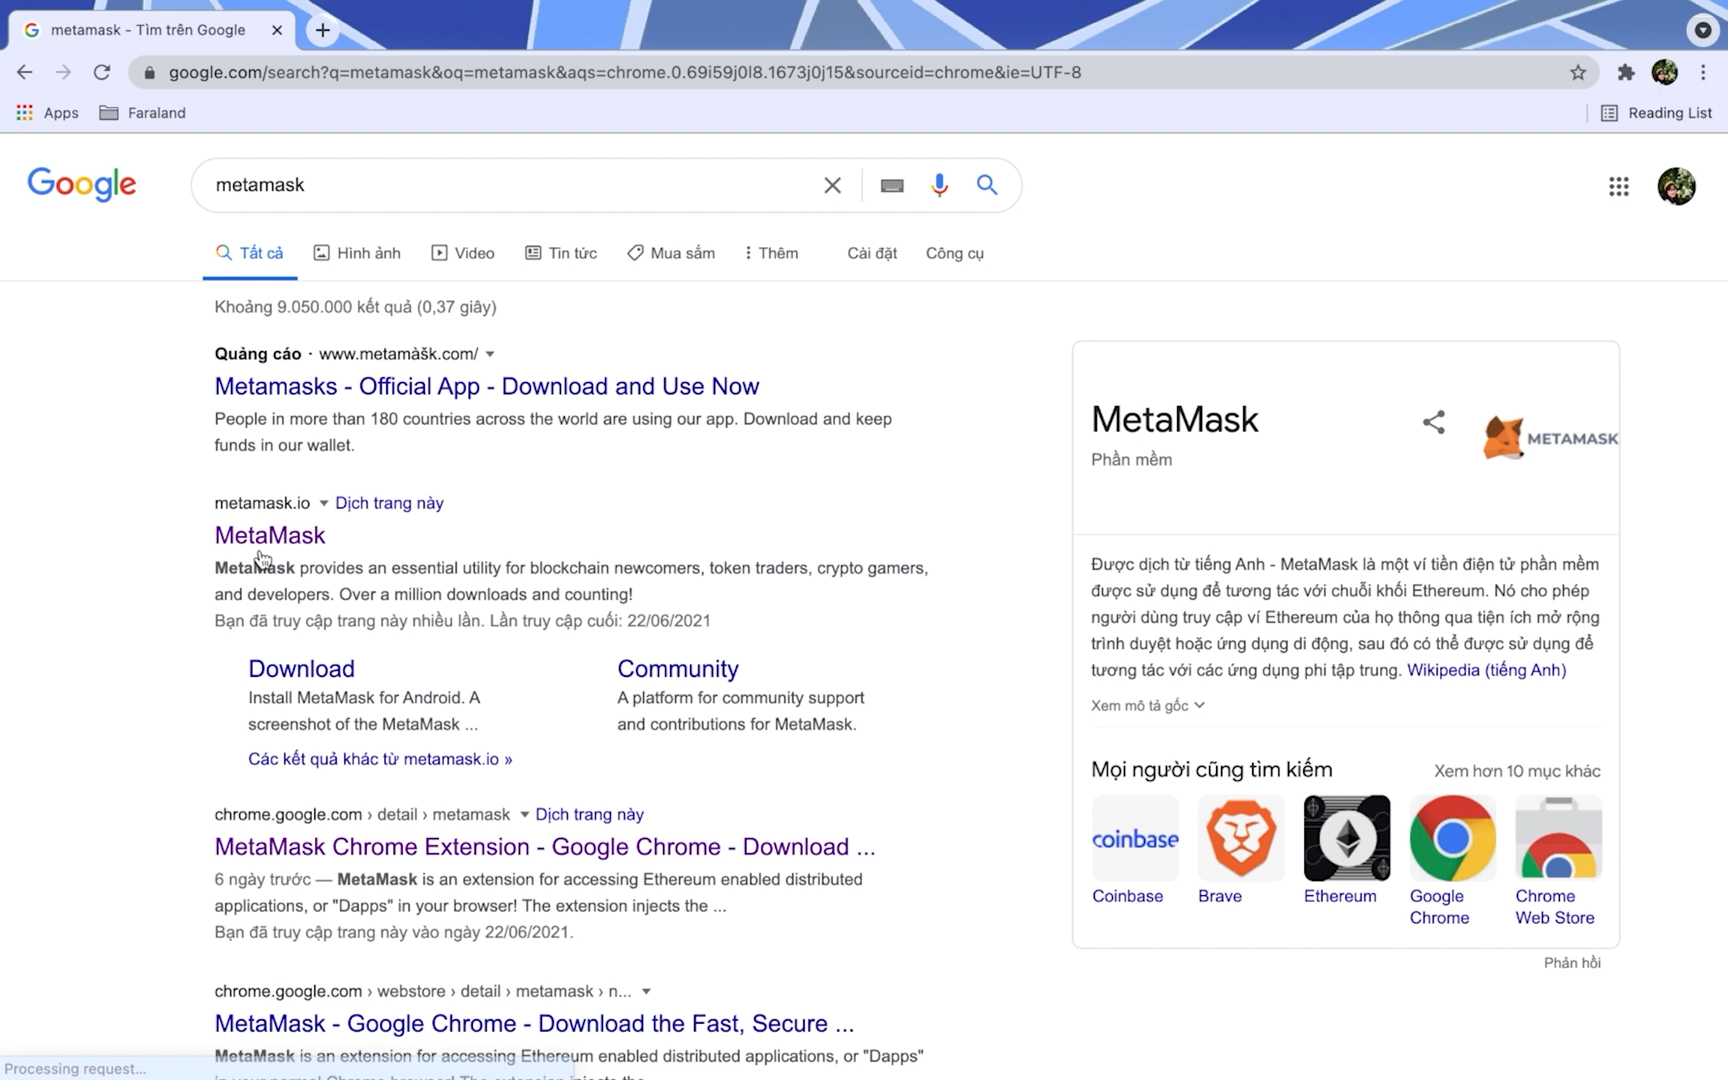 metamask - Tìm trên Google
google.com/search?q=metamask&oq=metamask&aqs=chrome.0.69i59j0l8.1673j0j15&sourceid=chrome&ie=UTF-8
Apps
Faraland
Reading List
Google
metamask
Tất cả
Hình ảnh
Video
Tin tức
Mua sắm
Thêm
Cài đặt
Công cụ
Khoảng 9.050.000 kết quả (0,37 giây)
Quảng cáo · www.metamàšk.com/
Metamasks - Official App - Download and Use Now
People in more than 180 countries across the world are using our app. Download and keep
funds in our wallet.
metamask.io Dịch trang này
MetaMask
MetaMask provides an essential utility for blockchain newcomers, token traders, crypto gamers,
and developers. Over a million downloads and counting!
Bạn đã truy cập trang này nhiều lần. Lần truy cập cuối: 22/06/2021
Download
Install MetaMask for Android. A
screenshot of the MetaMask ...
Community
A platform for community support
and contributions for MetaMask.
Các kết quả khác từ metamask.io »
chrome.google.com › detail › metamask Dịch trang này
MetaMask Chrome Extension - Google Chrome - Download ...
6 ngày trước — MetaMask is an extension for accessing Ethereum enabled distributed
applications, or "Dapps" in your browser! The extension injects the ...
Bạn đã truy cập trang này vào ngày 22/06/2021.
chrome.google.com › webstore › detail › metamask › n...
MetaMask - Google Chrome - Download the Fast, Secure ...
MetaMask is an extension for accessing Ethereum enabled distributed applications, or "Dapps"
Processing request...
MetaMask
Phần mềm
METAMASK
Được dịch từ tiếng Anh - MetaMask là một ví tiền điện tử phần mềm
được sử dụng để tương tác với chuỗi khối Ethereum. Nó cho phép
người dùng truy cập ví Ethereum của họ thông qua tiện ích mở rộng
trình duyệt hoặc ứng dụng di động, sau đó có thể được sử dụng để
tương tác với các ứng dụng phi tập trung. Wikipedia (tiếng Anh)
Xem mô tả gốc
Mọi người cũng tìm kiếm
Xem hơn 10 mục khác
coinbase
Coinbase
Brave
Ethereum
Google
Chrome
Chrome
Web Store
Phản hồi